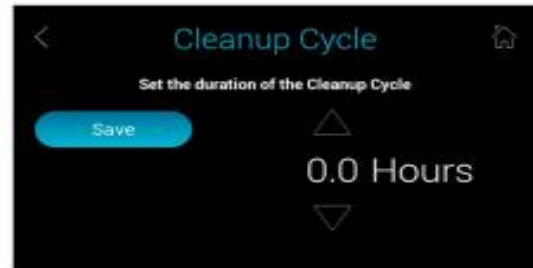 Cleanup Cycle
Set the duration of the Cleanup Cycle
Save
0.0 Hours